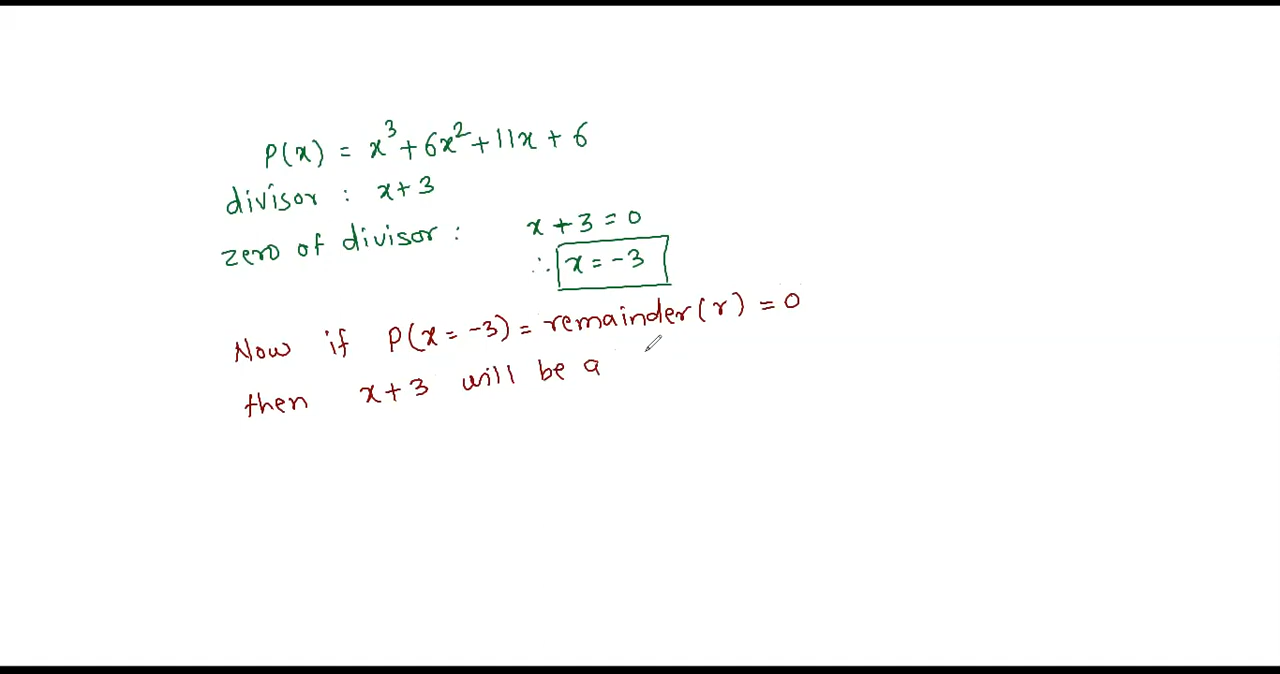 P(x) = x³ + 6x² + 11x + 6
divisor : x + 3
zero of divisor : x + 3 = 0
∴ x = -3
Now if P(x = -3) = remainder(r) = 0
then x + 3 will be a